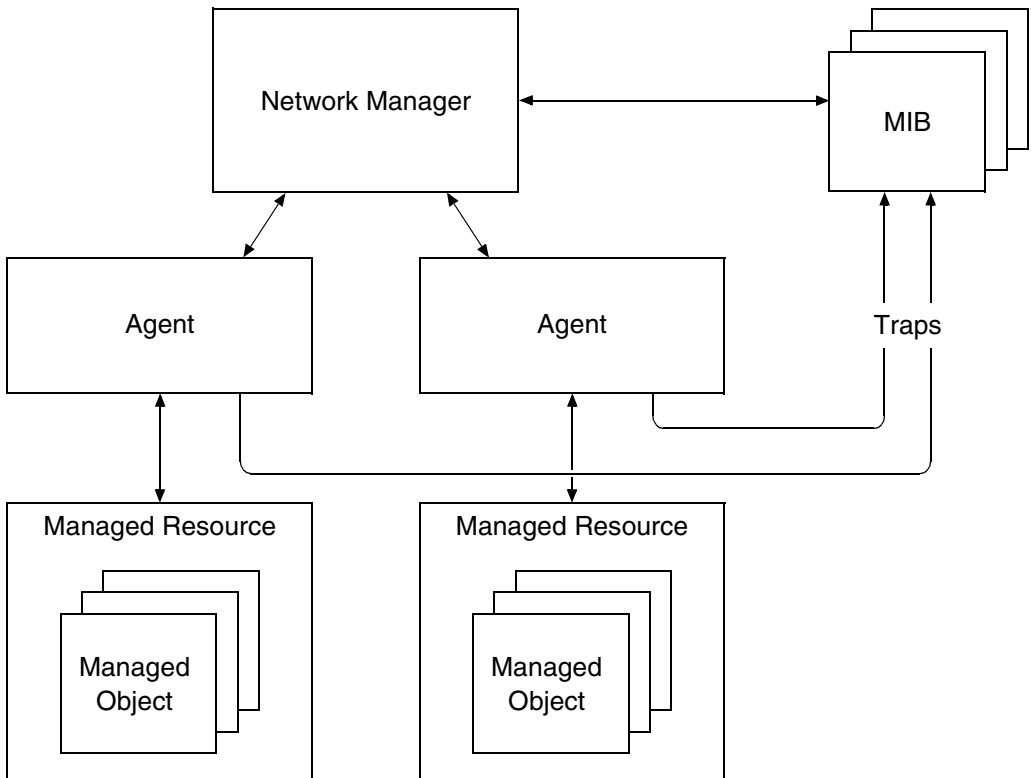 Network Manager
MIB
Agent
Agent
Traps
Managed Resource
Managed Resource
Managed
Object
Managed
Object